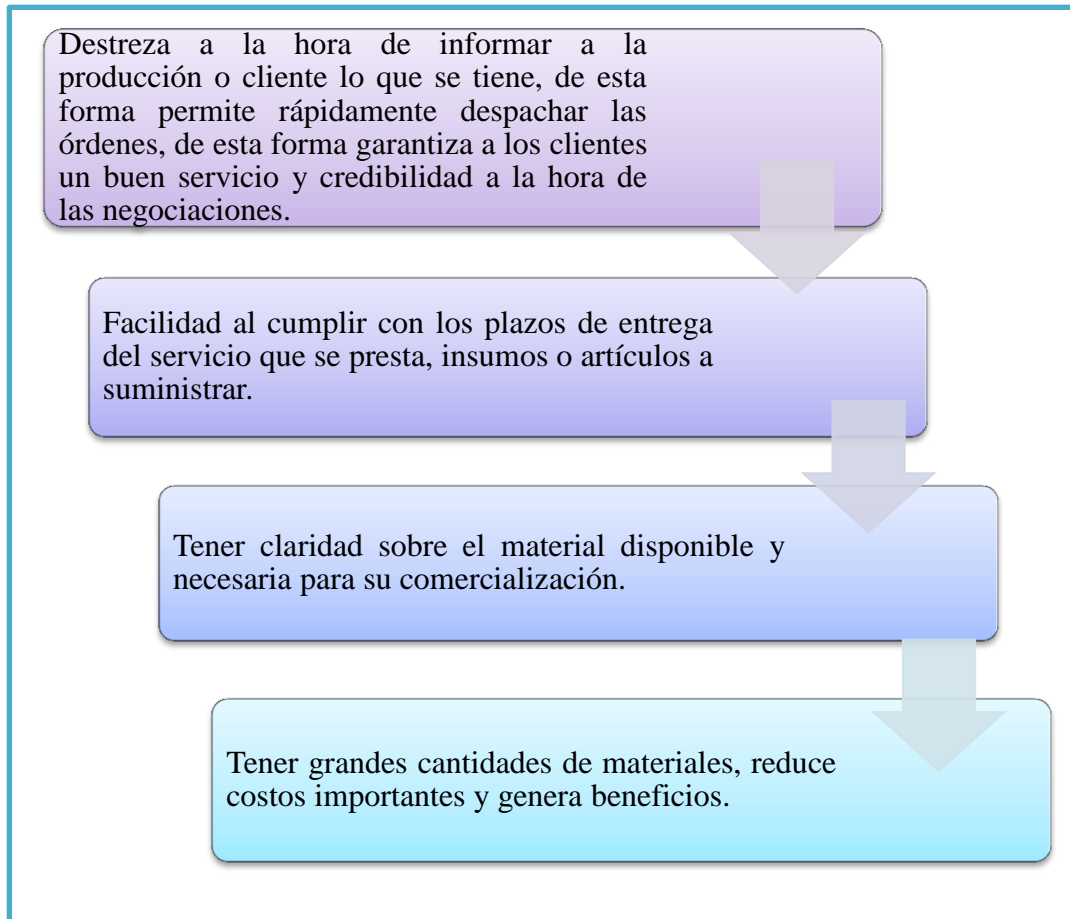 Destreza a la hora de informar a la
producción o cliente lo que se tiene, de esta
forma permite rápidamente despachar las
órdenes, de esta forma garantiza a los clientes
un buen servicio y credibilidad a la hora de
las negociaciones.
Facilidad al cumplir con los plazos de entrega
del servicio que se presta, insumos o artículos a
suministrar.
Tener claridad sobre el material disponible y
necesaria para su comercialización.
Tener grandes cantidades de materiales, reduce
costos importantes y genera beneficios.